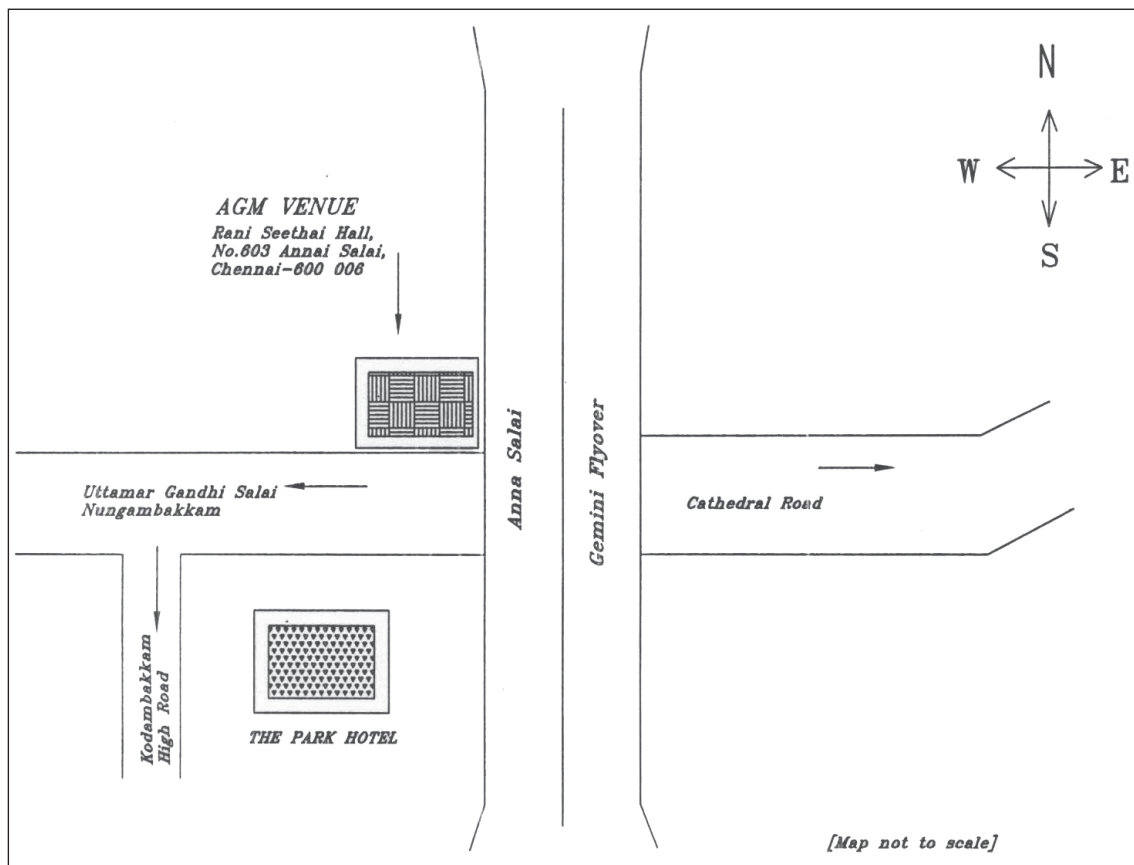 N
W
E
S
AGM VENUE
Rani Seethai Hall,
No.603 Annai Salai,
Chennai-600 006
Anna Salai
Gemini Flyover
Uttamar Gandhi Salai
Nungambakkam
Cathedral Road
Kodambakkam
High Road
THE PARK HOTEL
[Map not to scale]